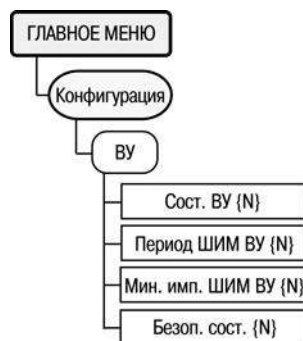 ГЛАВНОЕ МЕНЮ
Конфигурация
ВУ
Сост. ВУ {N}
Период ШИМ ВУ {N}
Мин. имп. ШИМ ВУ {N}
Безоп. сост. {N}